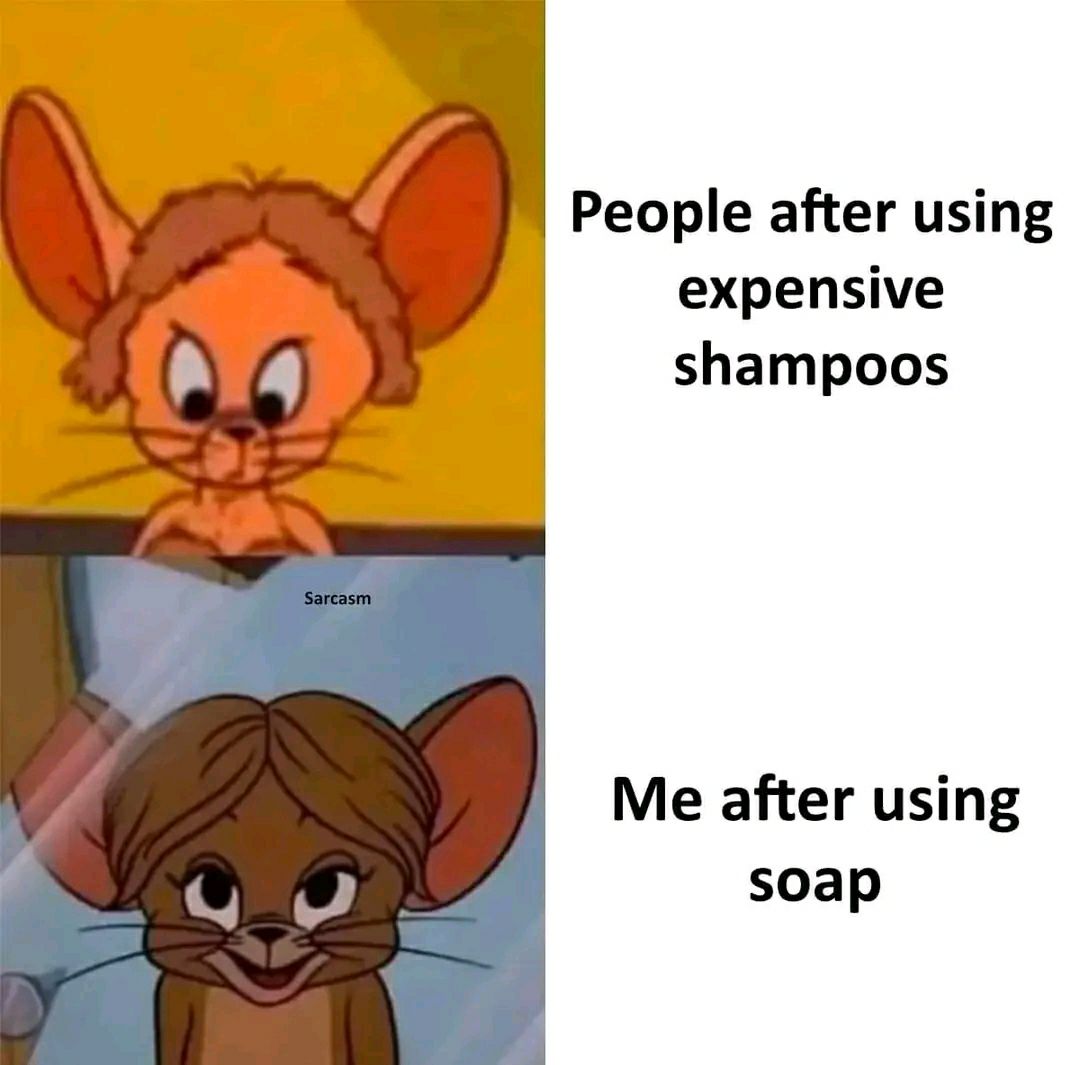 People after using
expensive
shampoos
Sarcasm
Me after using
soap